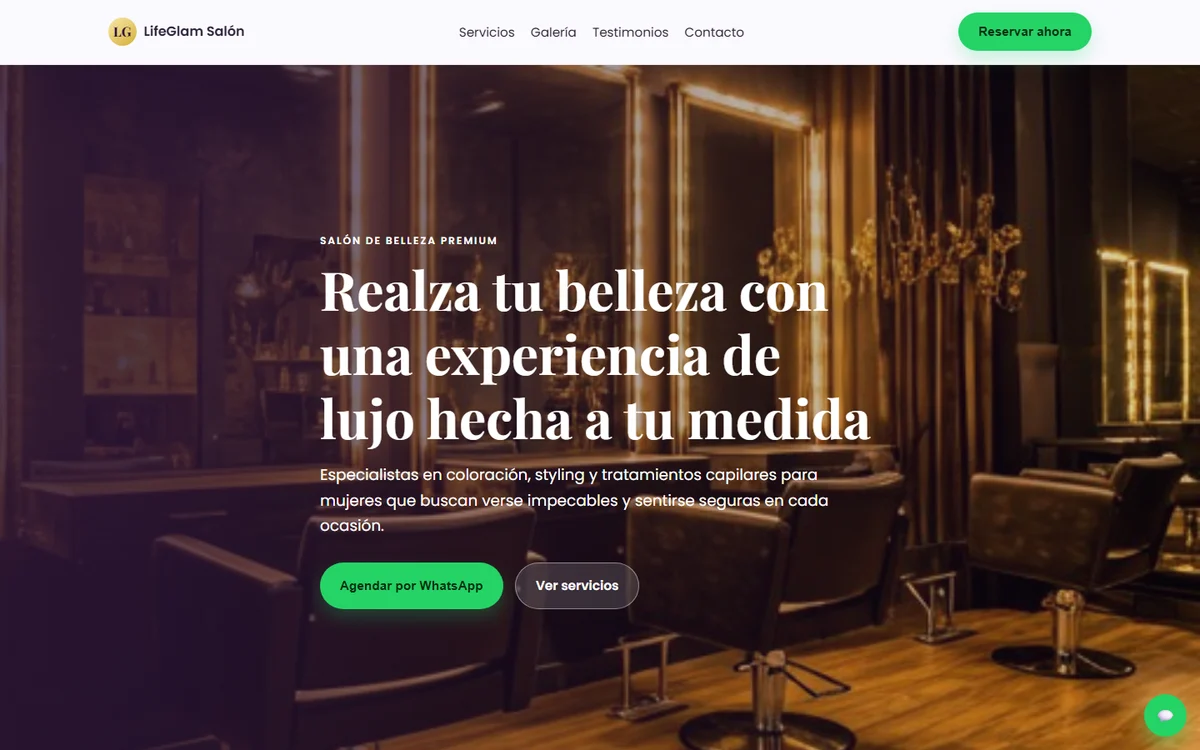 LG LifeGlam Salón
Servicios Galería Testimonios Contacto
Reservar ahora
SALÓN DE BELLEZA PREMIUM
Realza tu belleza con
una experiencia de
lujo hecha a tu medida
Especialistas en coloración, styling y tratamientos capilares para
mujeres que buscan verse impecables y sentirse seguras en cada
ocasión.
Agendar por WhatsApp
Ver servicios